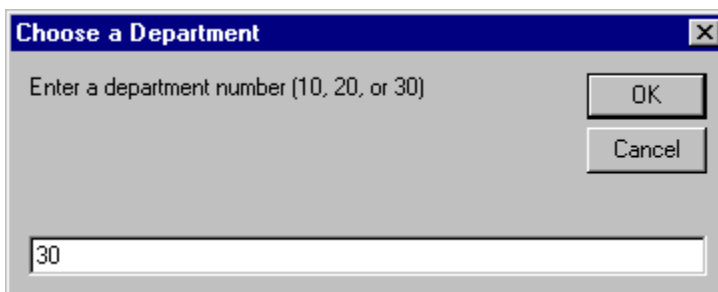 Choose a Department
Enter a department number (10, 20, or 30)
OK
Cancel
30